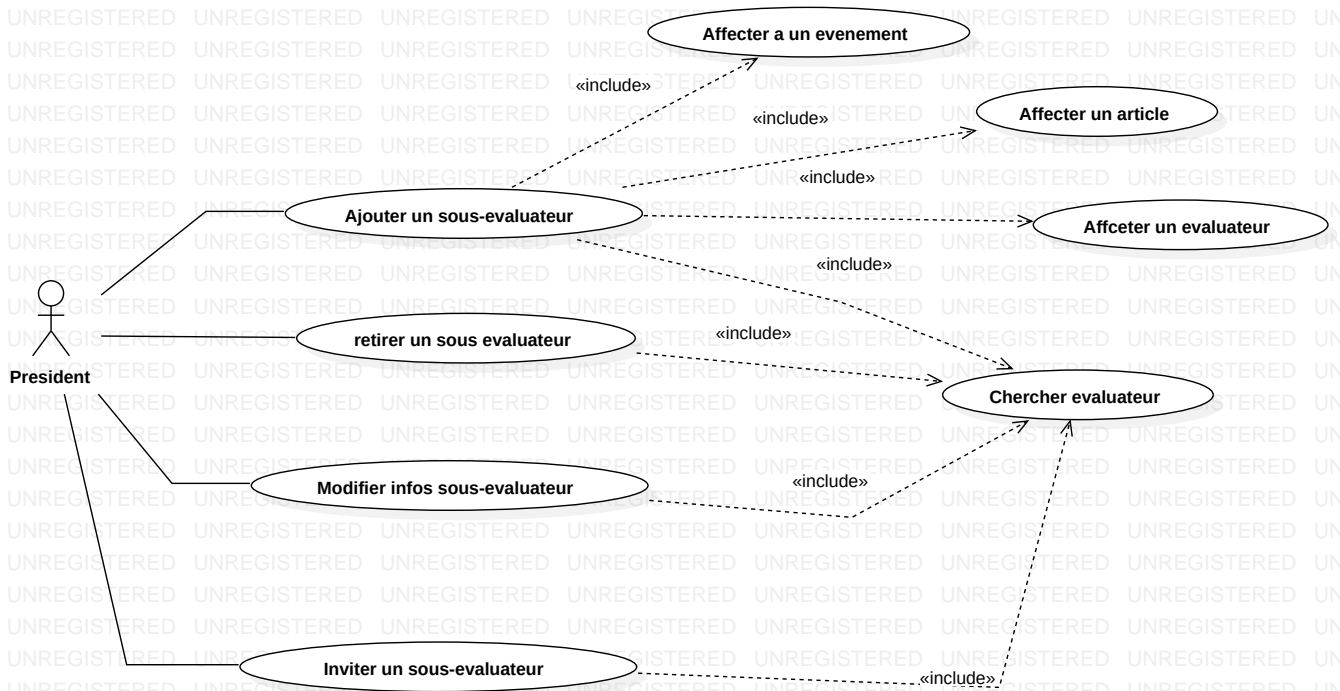 Affecter a un evenement
«include»
Affecter un article
«include»
«include»
Ajouter un sous-evaluateur
Affceter un evaluateur
«include»
retirer un sous evaluateur
«include»
President
Chercher evaluateur
Modifier infos sous-evaluateur
«include»
Inviter un sous-evaluateur
«include»
UNREGISTERED